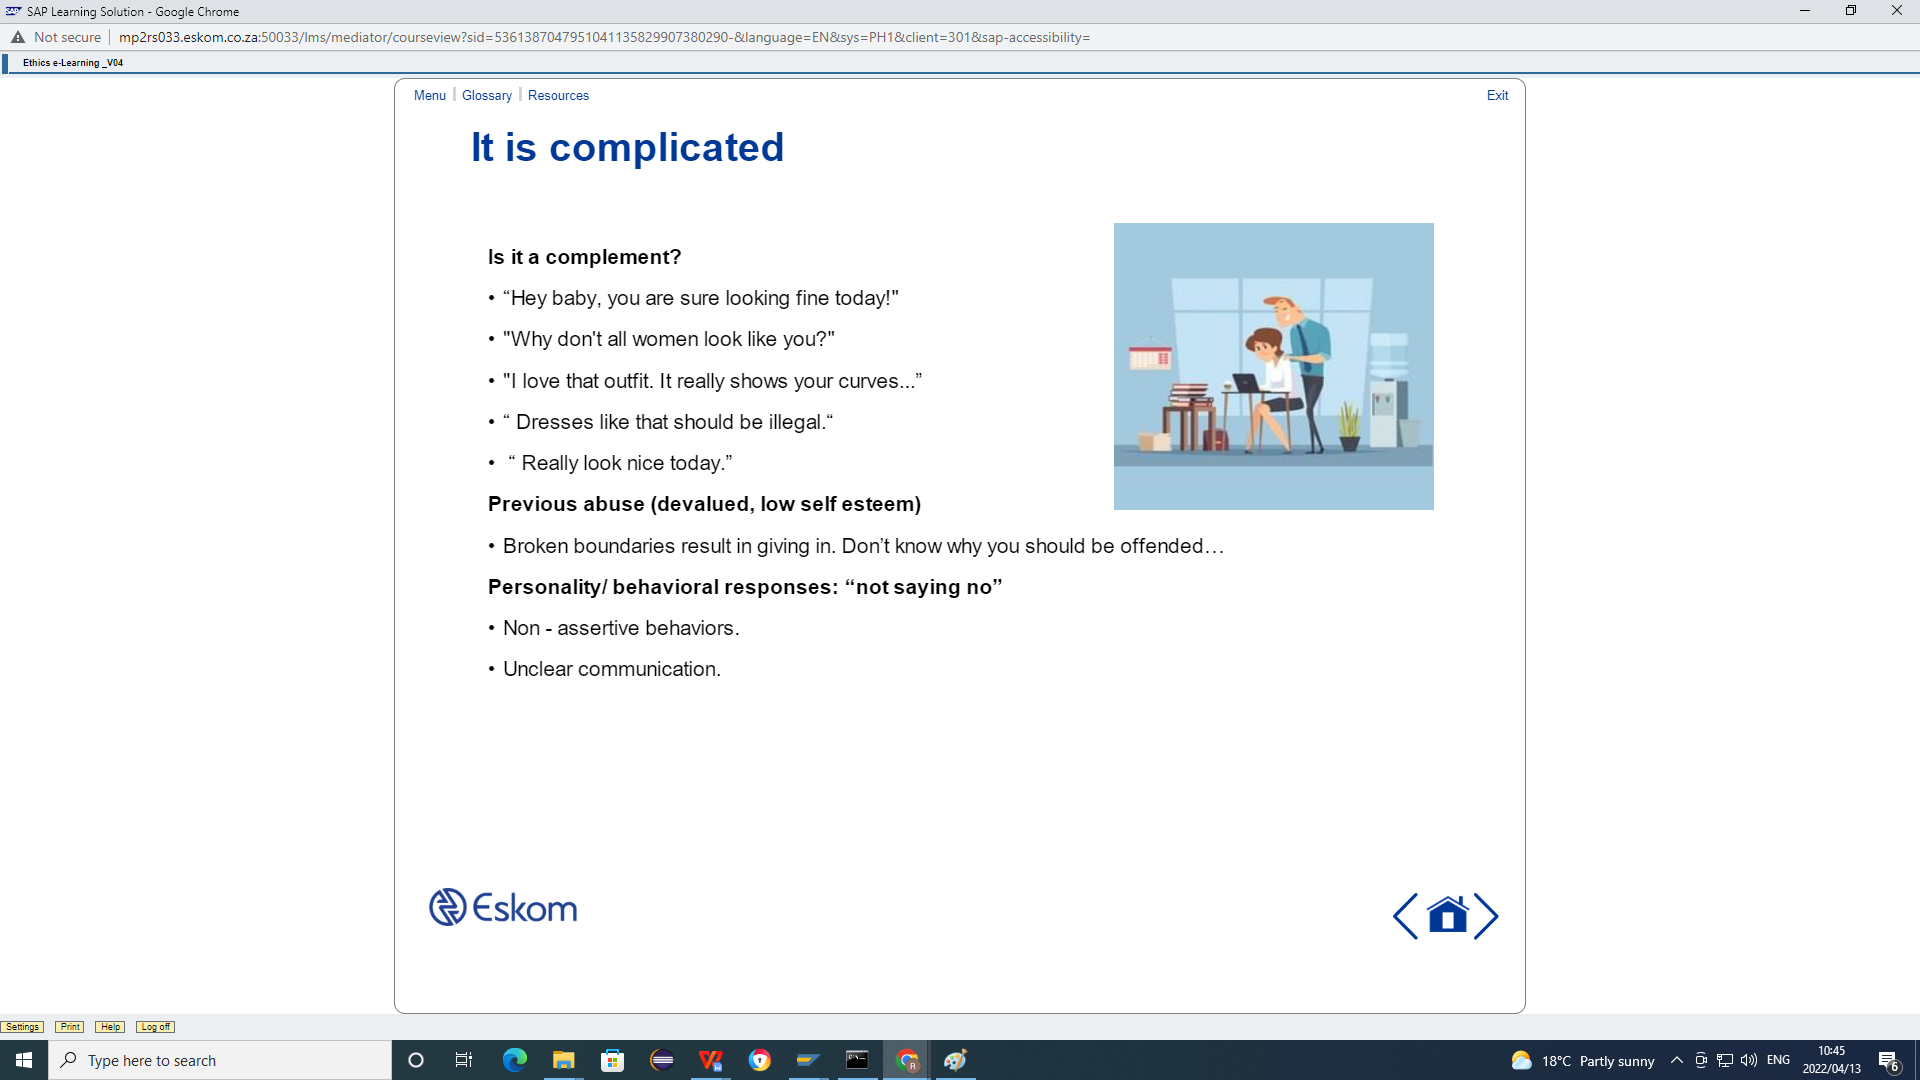 SAP Learning Solution - Google Chrome
Not secure mp2rs033.eskom.co.za:50033/lms/mediator/courseview?sid=5361387047951041135829907380290-&language=EN&sys=PH1&client=301&sap-accessibility=
Ethics e-Learning _V04
Menu Glossary Resources Exit
It is complicated
Is it a complement?
• “Hey baby, you are sure looking fine today!"
• "Why don't all women look like you?"
• "I love that outfit. It really shows your curves...”
• “ Dresses like that should be illegal.“
• “ Really look nice today.”
Previous abuse (devalued, low self esteem)
• Broken boundaries result in giving in. Don’t know why you should be offended…
Personality/ behavioral responses: “not saying no”
• Non - assertive behaviors.
• Unclear communication.
Eskom
Settings Print Help Log off
Type here to search
18°C Partly sunny ENG
10:45
2022/04/13
6